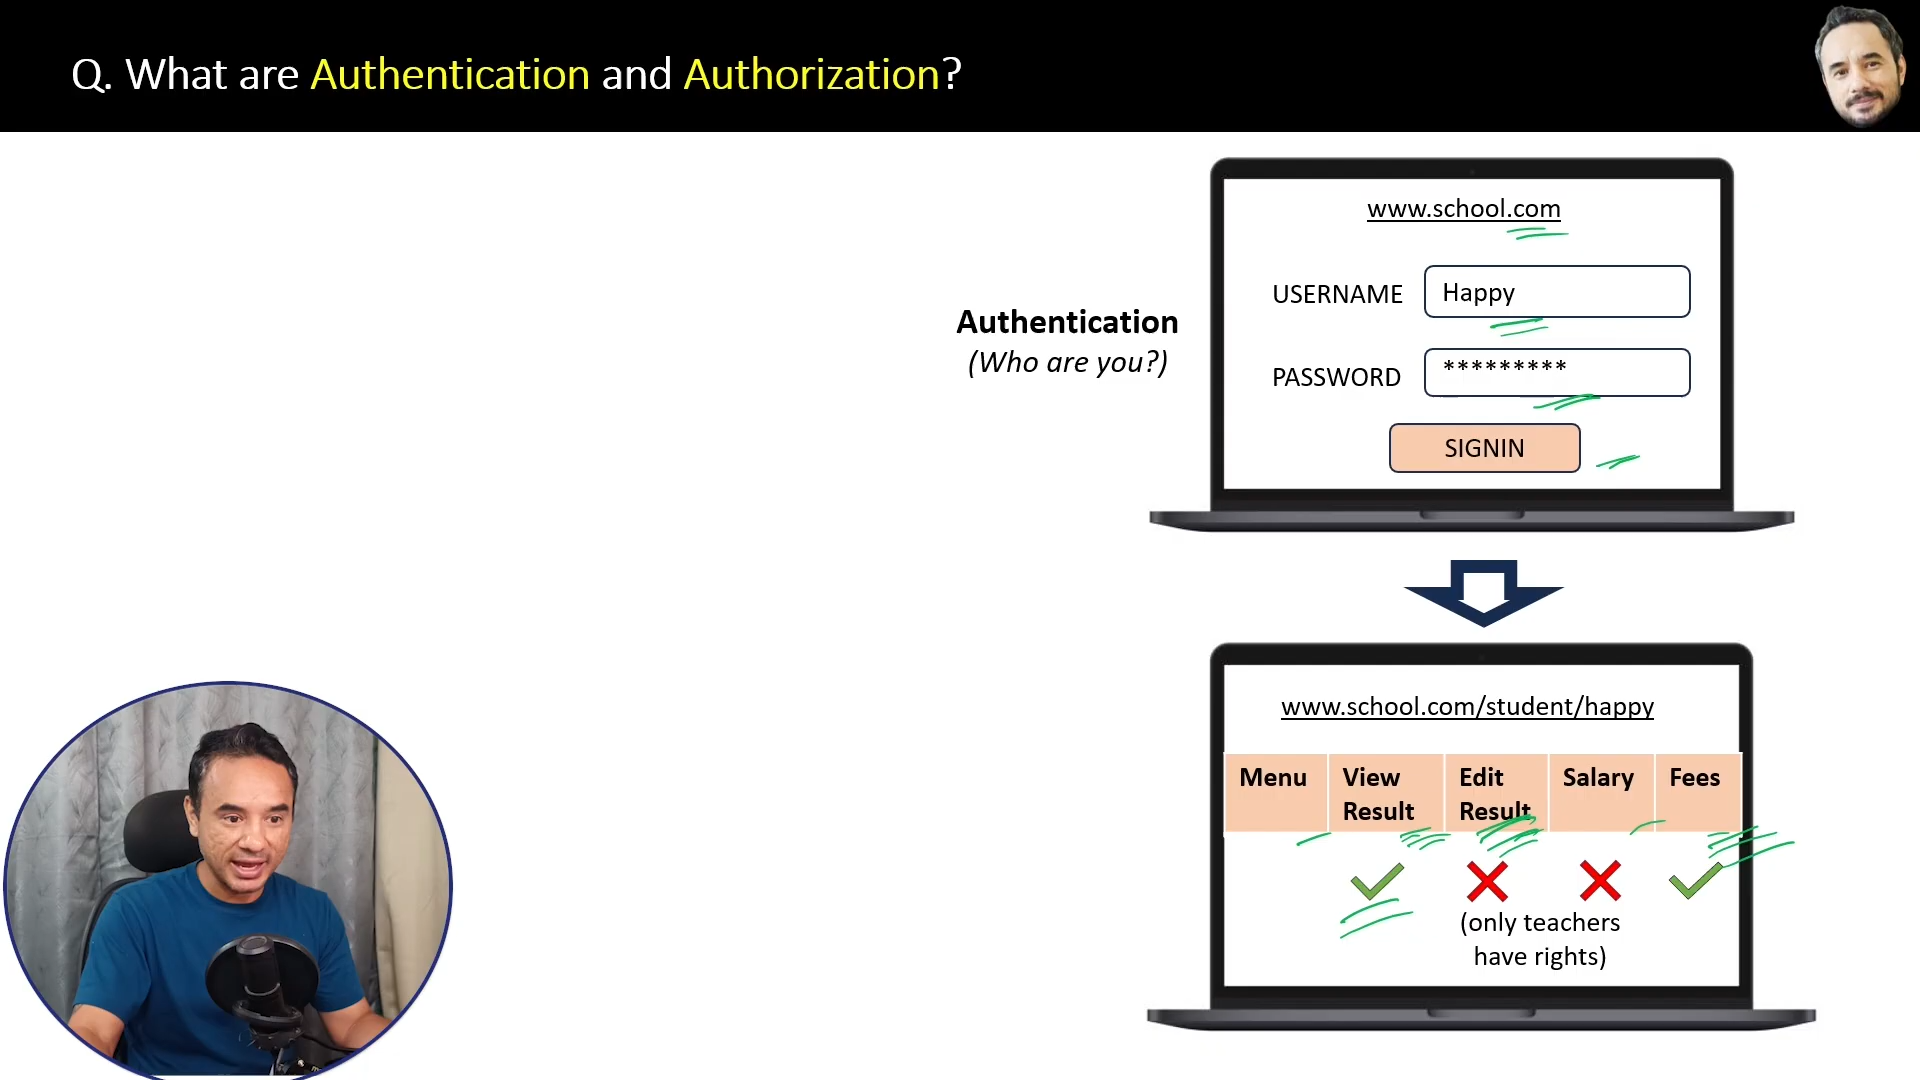 Q. What are Authentication and Authorization?
www.school.com
USERNAME Happy
Authentication
(Who are you?)
PASSWORD *********
SIGNIN
www.school.com/student/happy
Menu View Result Edit Result Salary Fees
(only teachers
have rights)